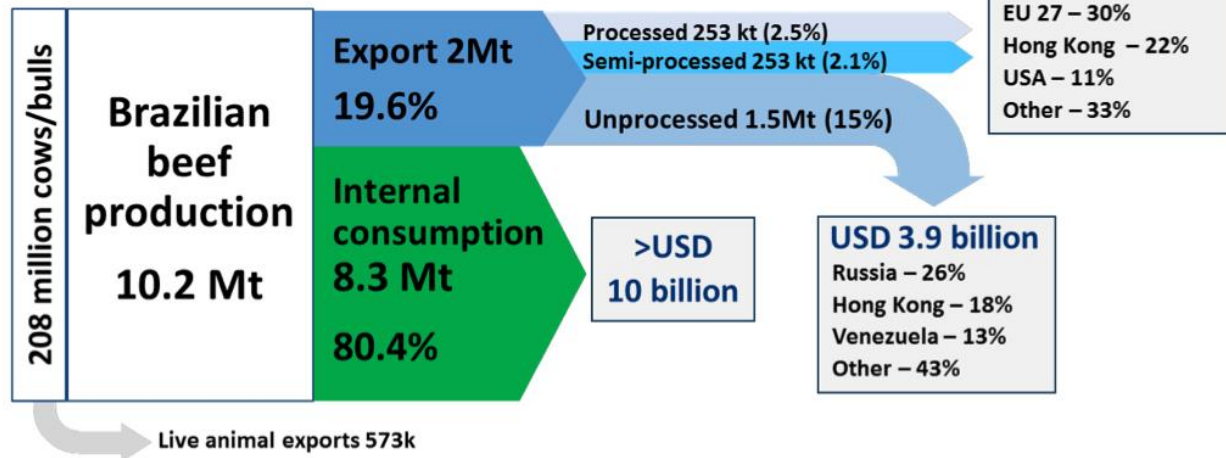 208 million cows/bulls
Brazilian
beef
production
10.2 Mt
Export 2Mt
19.6%
Internal
consumption
8.3 Mt
80.4%
Processed 253 kt (2.5%)
Semi-processed 253 kt (2.1%)
Unprocessed 1.5Mt (15%)
EU 27 – 30%
Hong Kong – 22%
USA – 11%
Other – 33%
>USD
10 billion
USD 3.9 billion
Russia – 26%
Hong Kong – 18%
Venezuela – 13%
Other – 43%
Live animal exports 573k